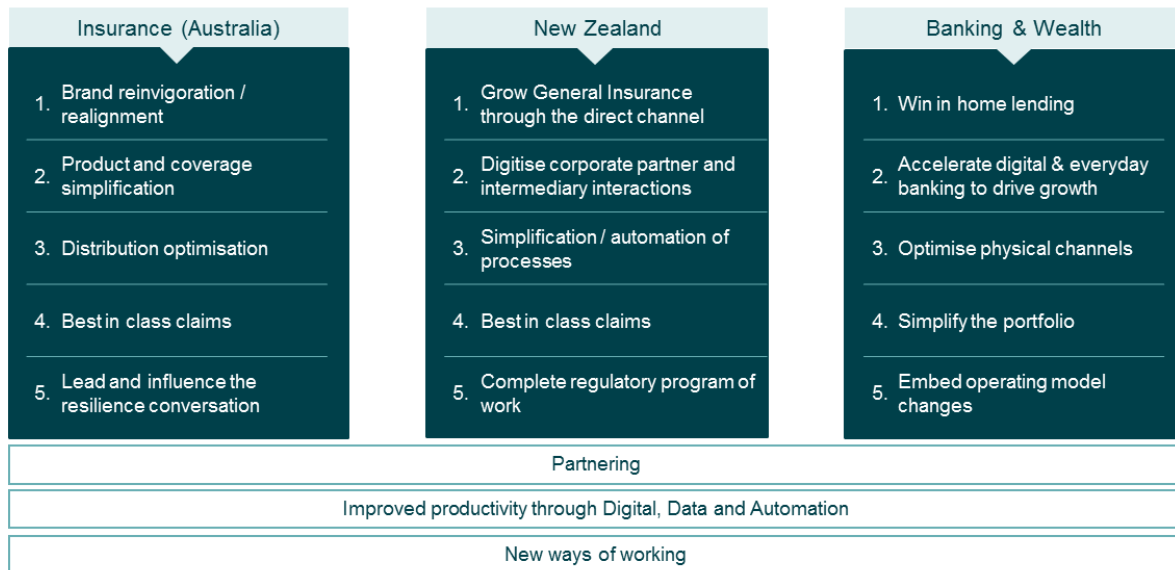 Insurance (Australia)
1. Brand reinvigoration /
realignment
2. Product and coverage
simplification
3. Distribution optimisation
4. Best in class claims
5. Lead and influence the
resilience conversation
New Zealand
1. Grow General Insurance
through the direct channel
2. Digitise corporate partner and
intermediary interactions
3. Simplification / automation of
processes
4. Best in class claims
5. Complete regulatory program of
work
Banking & Wealth
1. Win in home lending
2. Accelerate digital & everyday
banking to drive growth
3. Optimise physical channels
4. Simplify the portfolio
5. Embed operating model
changes
Partnering
Improved productivity through Digital, Data and Automation
New ways of working